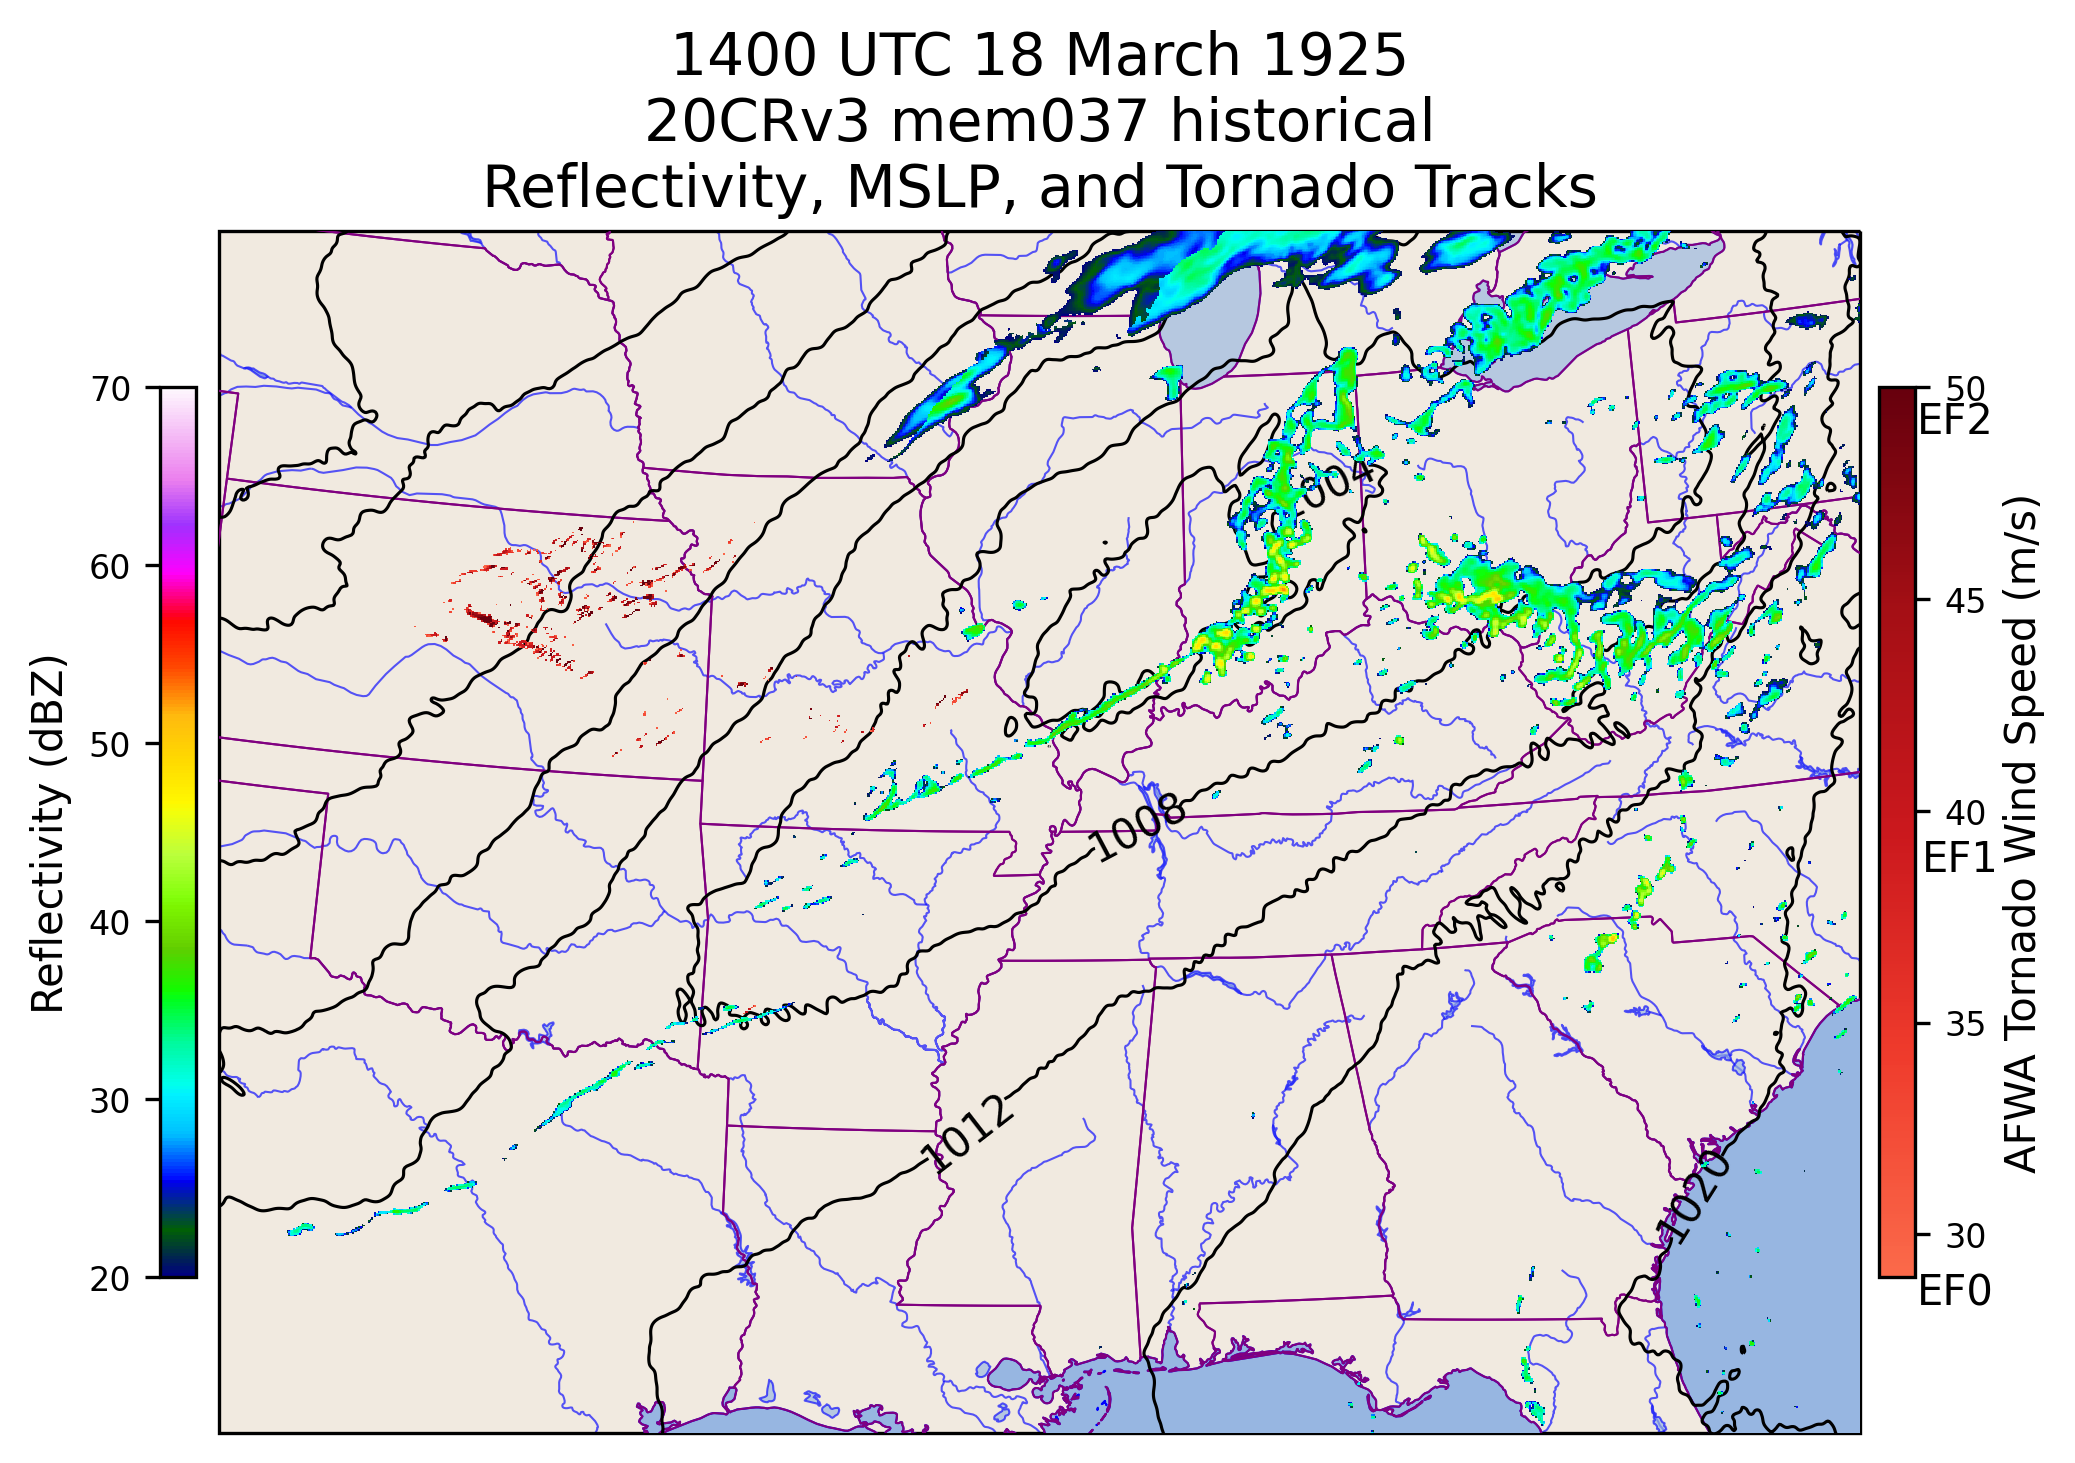 1400 UTC 18 March 1925
20CRv3 mem037 historical
Reflectivity, MSLP, and Tornado Tracks
70
60
50
40
30
20
Reflectivity (dBZ)
1008
1012
1020
50
EF2
45
40
EF1
35
30
EF0
AFWA Tornado Wind Speed (m/s)